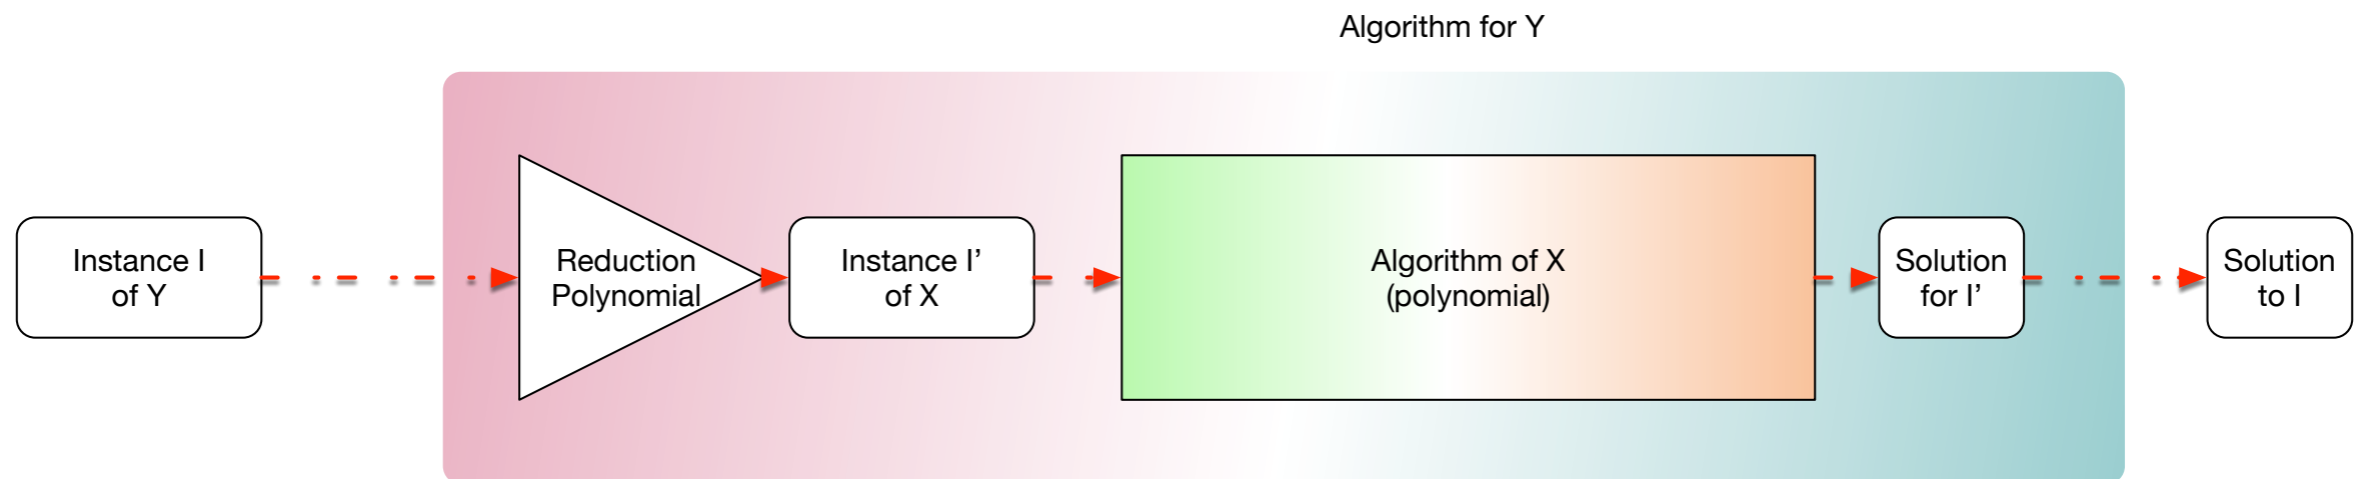 Algorithm for Y
Instance I
of Y
Reduction
Polynomial
Instance I’
of X
Algorithm of X
(polynomial)
Solution
for I’
Solution
to I